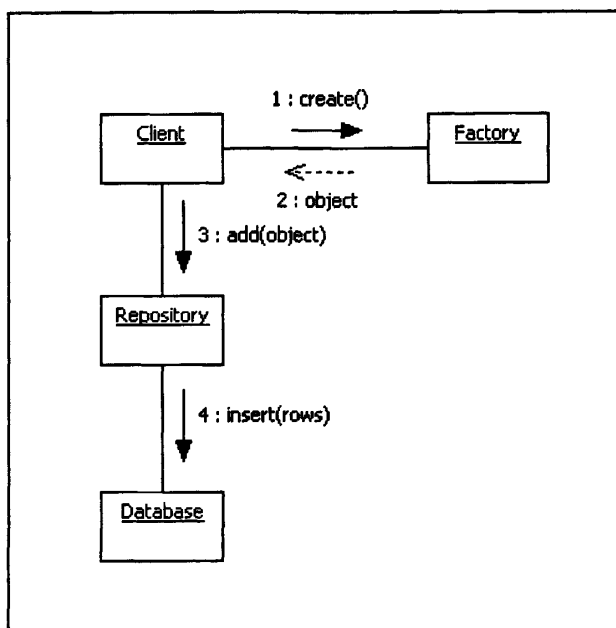 1 : create()
Client
Factory
2 : object
3 : add(object)
Repository
4 : insert(rows)
Database